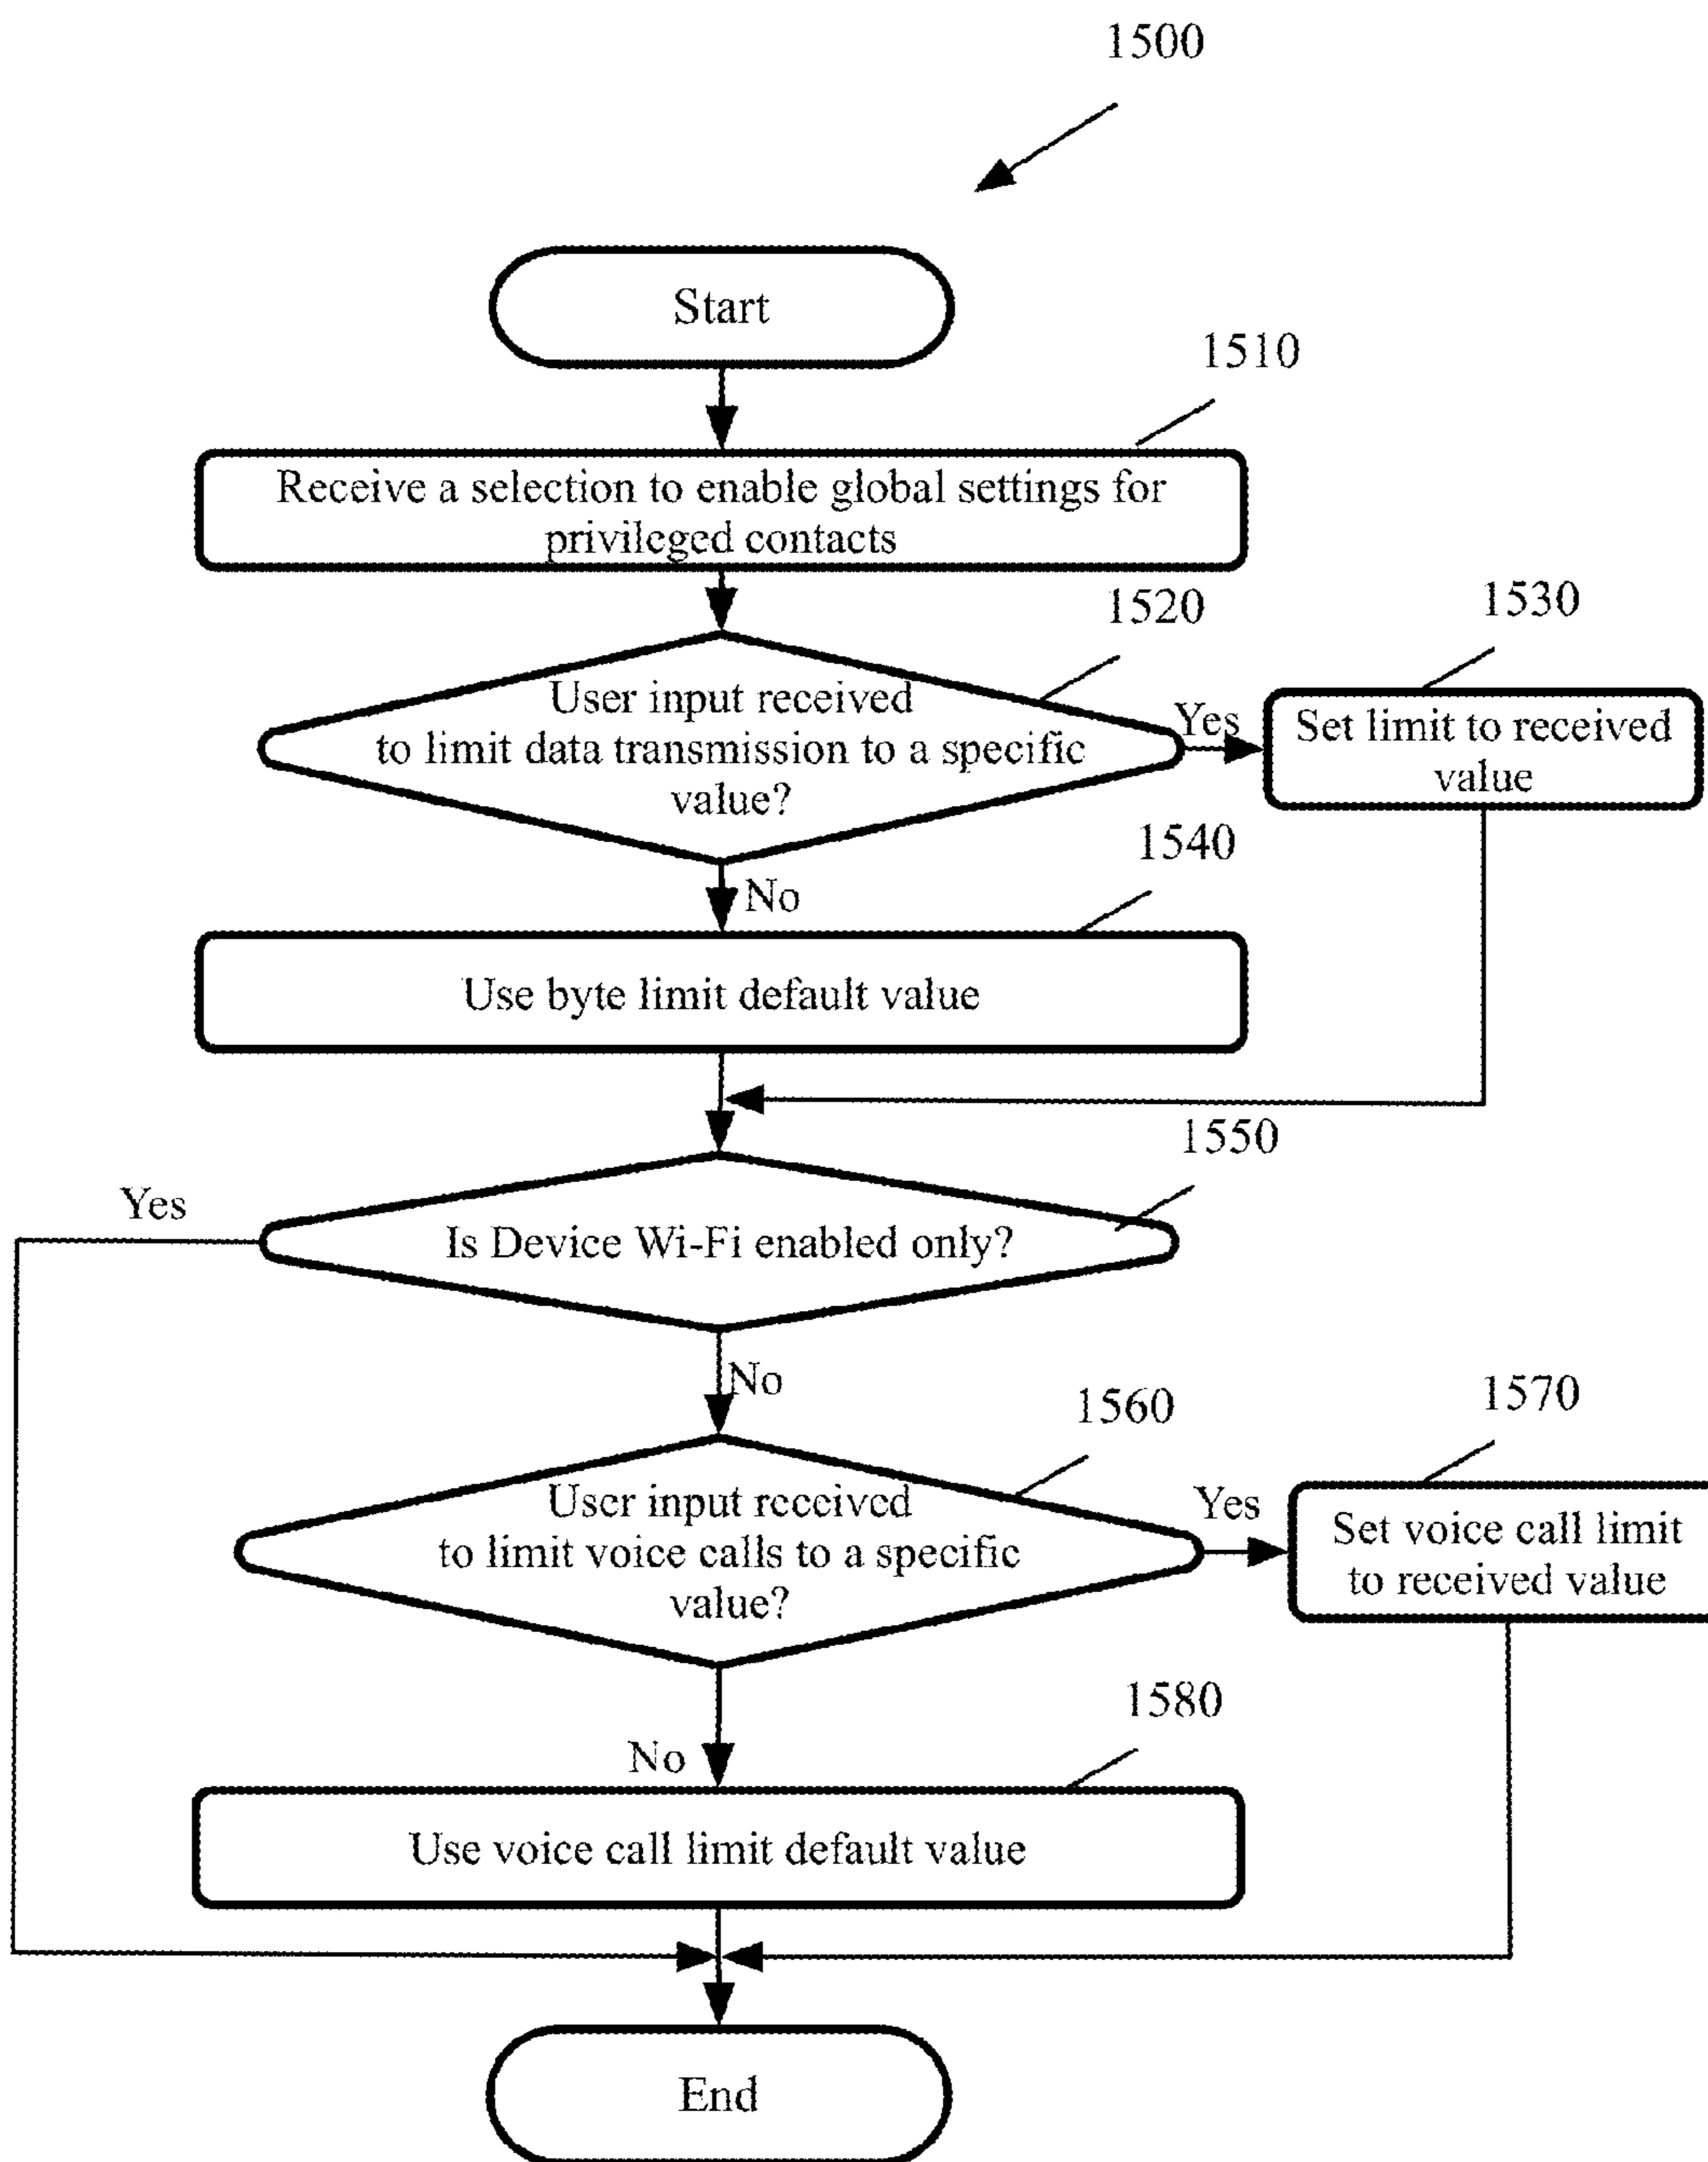 1500
Start
1510
Receive a selection to enable global settings for
privileged contacts
1520
1530
User input received
to limit data transmission to a specific
value?
Yes
Set limit to received
value
1540
No
Use byte limit default value
1550
Yes
Is Device Wi-Fi enabled only?
No
1560
1570
User input received
to limit voice calls to a specific
value?
Yes
Set voice call limit
to received value
1580
No
Use voice call limit default value
End